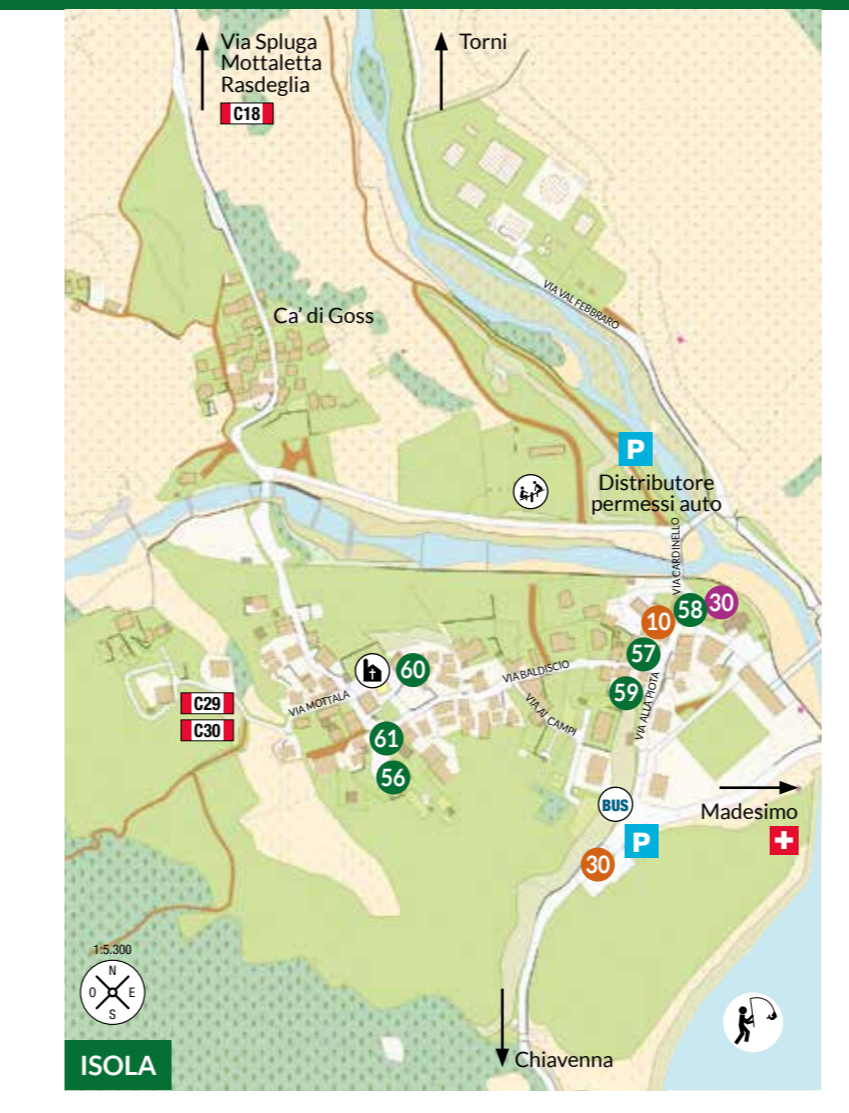 Via Spluga
Mottaletta
Rasdeglia
C18
Torni
VIA VAL FEBBRARO
Ca' di Goss
P
Distributore
permessi auto
VIA CARDINELLO
30
58
10
57
60
VIA BALDISCIO
59
VIA MOTTALA
VIA AI CAMPI
VIA ALLA PIOTA
C29
C30
61
56
BUS
Madesimo
P
30
1:5.300
N
O
E
S
ISOLA
Chiavenna